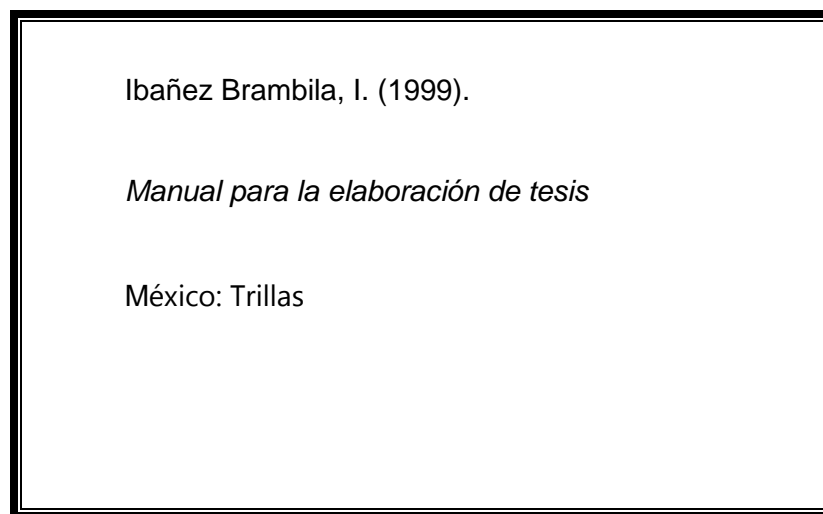 Ibañez Brambila, I. (1999).
Manual para la elaboración de tesis
México: Trillas